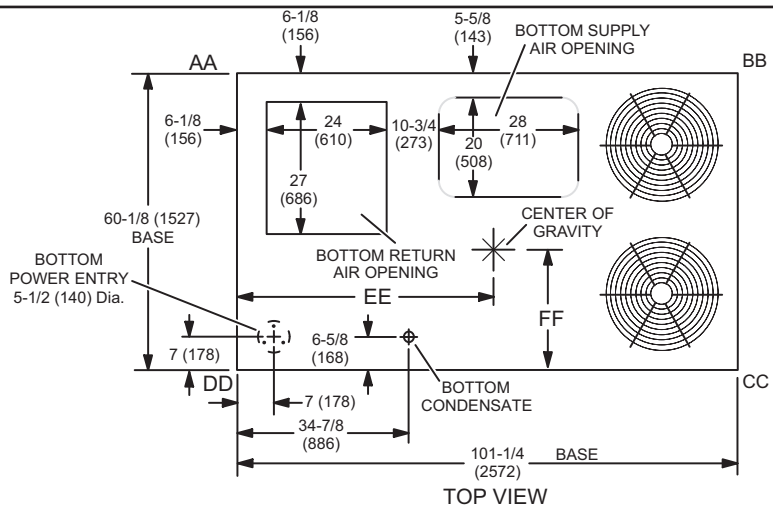 6-1/8
(156)
5-5/8
(143)
BOTTOM SUPPLY
AIR OPENING
AA
BB
6-1/8
(156)
24
(610)
10-3/4
(273)
28
(711)
20
(508)
27
(686)
60-1/8 (1527)
BASE
CENTER OF
GRAVITY
BOTTOM
POWER ENTRY
5-1/2 (140) Dia.
BOTTOM RETURN
AIR OPENING
EE
FF
7 (178)
6-5/8
(168)
DD
CC
7 (178)
BOTTOM
CONDENSATE
34-7/8
(886)
101-1/4
(2572)
BASE
TOP VIEW